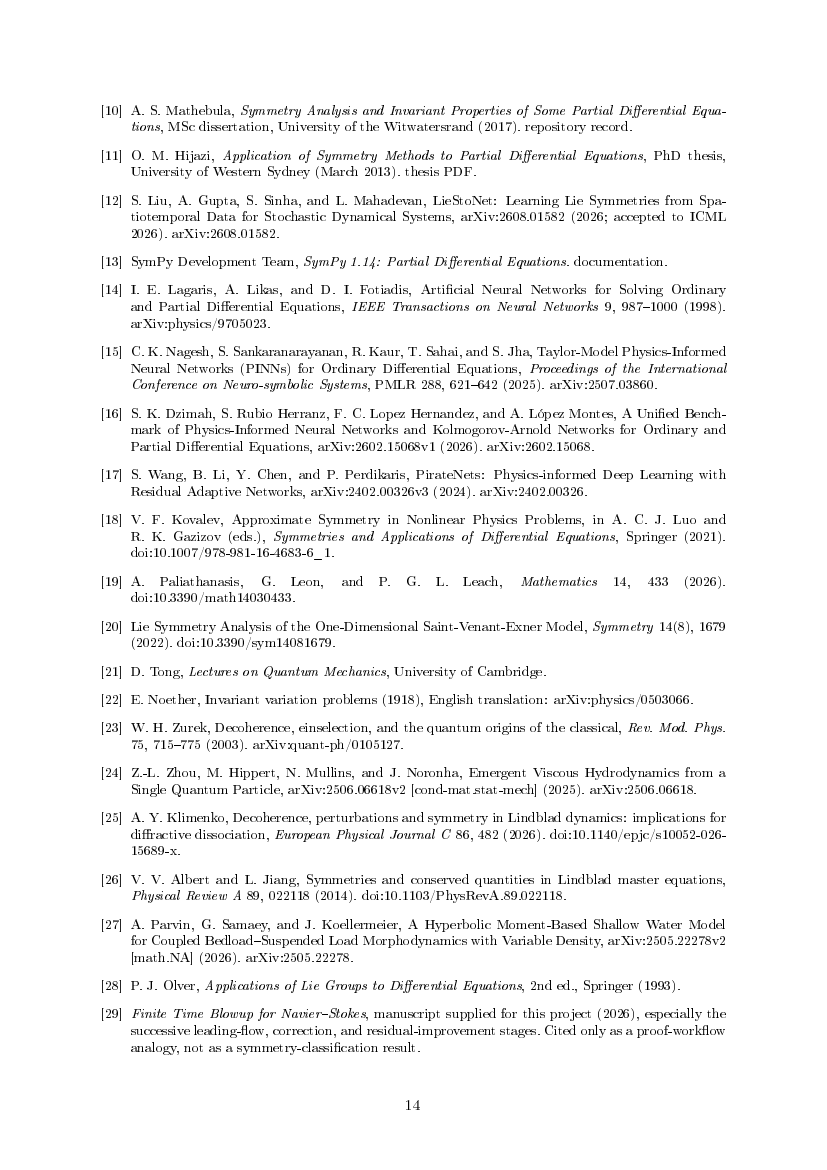 [10] A. S. Mathebula, Symmetry Analysis and Invariant Properties of Some Partial Differential Equa-
tions, MSc dissertation, University of the Witwatersrand (2017). repository record.
[11] O. M. Hijazi, Application of Symmetry Methods to Partial Differential Equations, PhD thesis,
University of Western Sydney (March 2013). thesis PDF.
[12] S. Liu, A. Gupta, S. Sinha, and L. Mahadevan, LieStoNet: Learning Lie Symmetries from Spa-
tiotemporal Data for Stochastic Dynamical Systems, arXiv:2608.01582 (2026; accepted to ICML
2026). arXiv:2608.01582.
[13] SymPy Development Team, SymPy 1.14: Partial Differential Equations. documentation.
[14] I. E. Lagaris, A. Likas, and D. I. Fotiadis, Artificial Neural Networks for Solving Ordinary
and Partial Differential Equations, IEEE Transactions on Neural Networks 9, 987–1000 (1998).
arXiv:physics/9705023.
[15] C. K. Nagesh, S. Sankaranarayanan, R. Kaur, T. Sahai, and S. Jha, Taylor-Model Physics-Informed
Neural Networks (PINNs) for Ordinary Differential Equations, Proceedings of the International
Conference on Neuro-symbolic Systems, PMLR 288, 621–642 (2025). arXiv:2507.03860.
[16] S. K. Dzimah, S. Rubio Herranz, F. C. Lopez Hernandez, and A. López Montes, A Unified Bench-
mark of Physics-Informed Neural Networks and Kolmogorov-Arnold Networks for Ordinary and
Partial Differential Equations, arXiv:2602.15068v1 (2026). arXiv:2602.15068.
[17] S. Wang, B. Li, Y. Chen, and P. Perdikaris, PirateNets: Physics-informed Deep Learning with
Residual Adaptive Networks, arXiv:2402.00326v3 (2024). arXiv:2402.00326.
[18] V. F. Kovalev, Approximate Symmetry in Nonlinear Physics Problems, in A. C. J. Luo and
R. K. Gazizov (eds.), Symmetries and Applications of Differential Equations, Springer (2021).
doi:10.1007/978-981-16-4683-6_1.
[19] A. Paliathanasis, G. Leon, and P. G. L. Leach, Mathematics 14, 433 (2026).
doi:10.3390/math14030433.
[20] Lie Symmetry Analysis of the One-Dimensional Saint-Venant-Exner Model, Symmetry 14(8), 1679
(2022). doi:10.3390/sym14081679.
[21] D. Tong, Lectures on Quantum Mechanics, University of Cambridge.
[22] E. Noether, Invariant variation problems (1918), English translation: arXiv:physics/0503066.
[23] W. H. Zurek, Decoherence, einselection, and the quantum origins of the classical, Rev. Mod. Phys.
75, 715–775 (2003). arXiv:quant-ph/0105127.
[24] Z.-L. Zhou, M. Hippert, N. Mullins, and J. Noronha, Emergent Viscous Hydrodynamics from a
Single Quantum Particle, arXiv:2506.06618v2 [cond-mat.stat-mech] (2025). arXiv:2506.06618.
[25] A. Y. Klimenko, Decoherence, perturbations and symmetry in Lindblad dynamics: implications for
diffractive dissociation, European Physical Journal C 86, 482 (2026). doi:10.1140/epjc/s10052-026-
15689-x.
[26] V. V. Albert and L. Jiang, Symmetries and conserved quantities in Lindblad master equations,
Physical Review A 89, 022118 (2014). doi:10.1103/PhysRevA.89.022118.
[27] A. Parvin, G. Samaey, and J. Koellermeier, A Hyperbolic Moment-Based Shallow Water Model
for Coupled Bedload–Suspended Load Morphodynamics with Variable Density, arXiv:2505.22278v2
[math.NA] (2026). arXiv:2505.22278.
[28] P. J. Olver, Applications of Lie Groups to Differential Equations, 2nd ed., Springer (1993).
[29] Finite Time Blowup for Navier–Stokes, manuscript supplied for this project (2026), especially the
successive leading-flow, correction, and residual-improvement stages. Cited only as a proof-workflow
analogy, not as a symmetry-classification result.
14